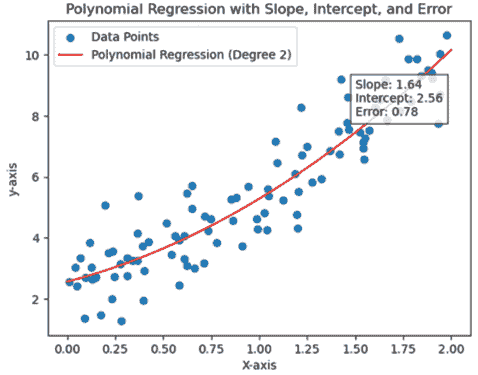 Polynomial Regression with Slope, Intercept, and Error
Data Points
Polynomial Regression (Degree 2)
Slope: 1.64
Intercept: 2.56
Error: 0.78
y-axis
10
8
6
4
2
0.00 0.25 0.50 0.75 1.00 1.25 1.50 1.75 2.00
X-axis